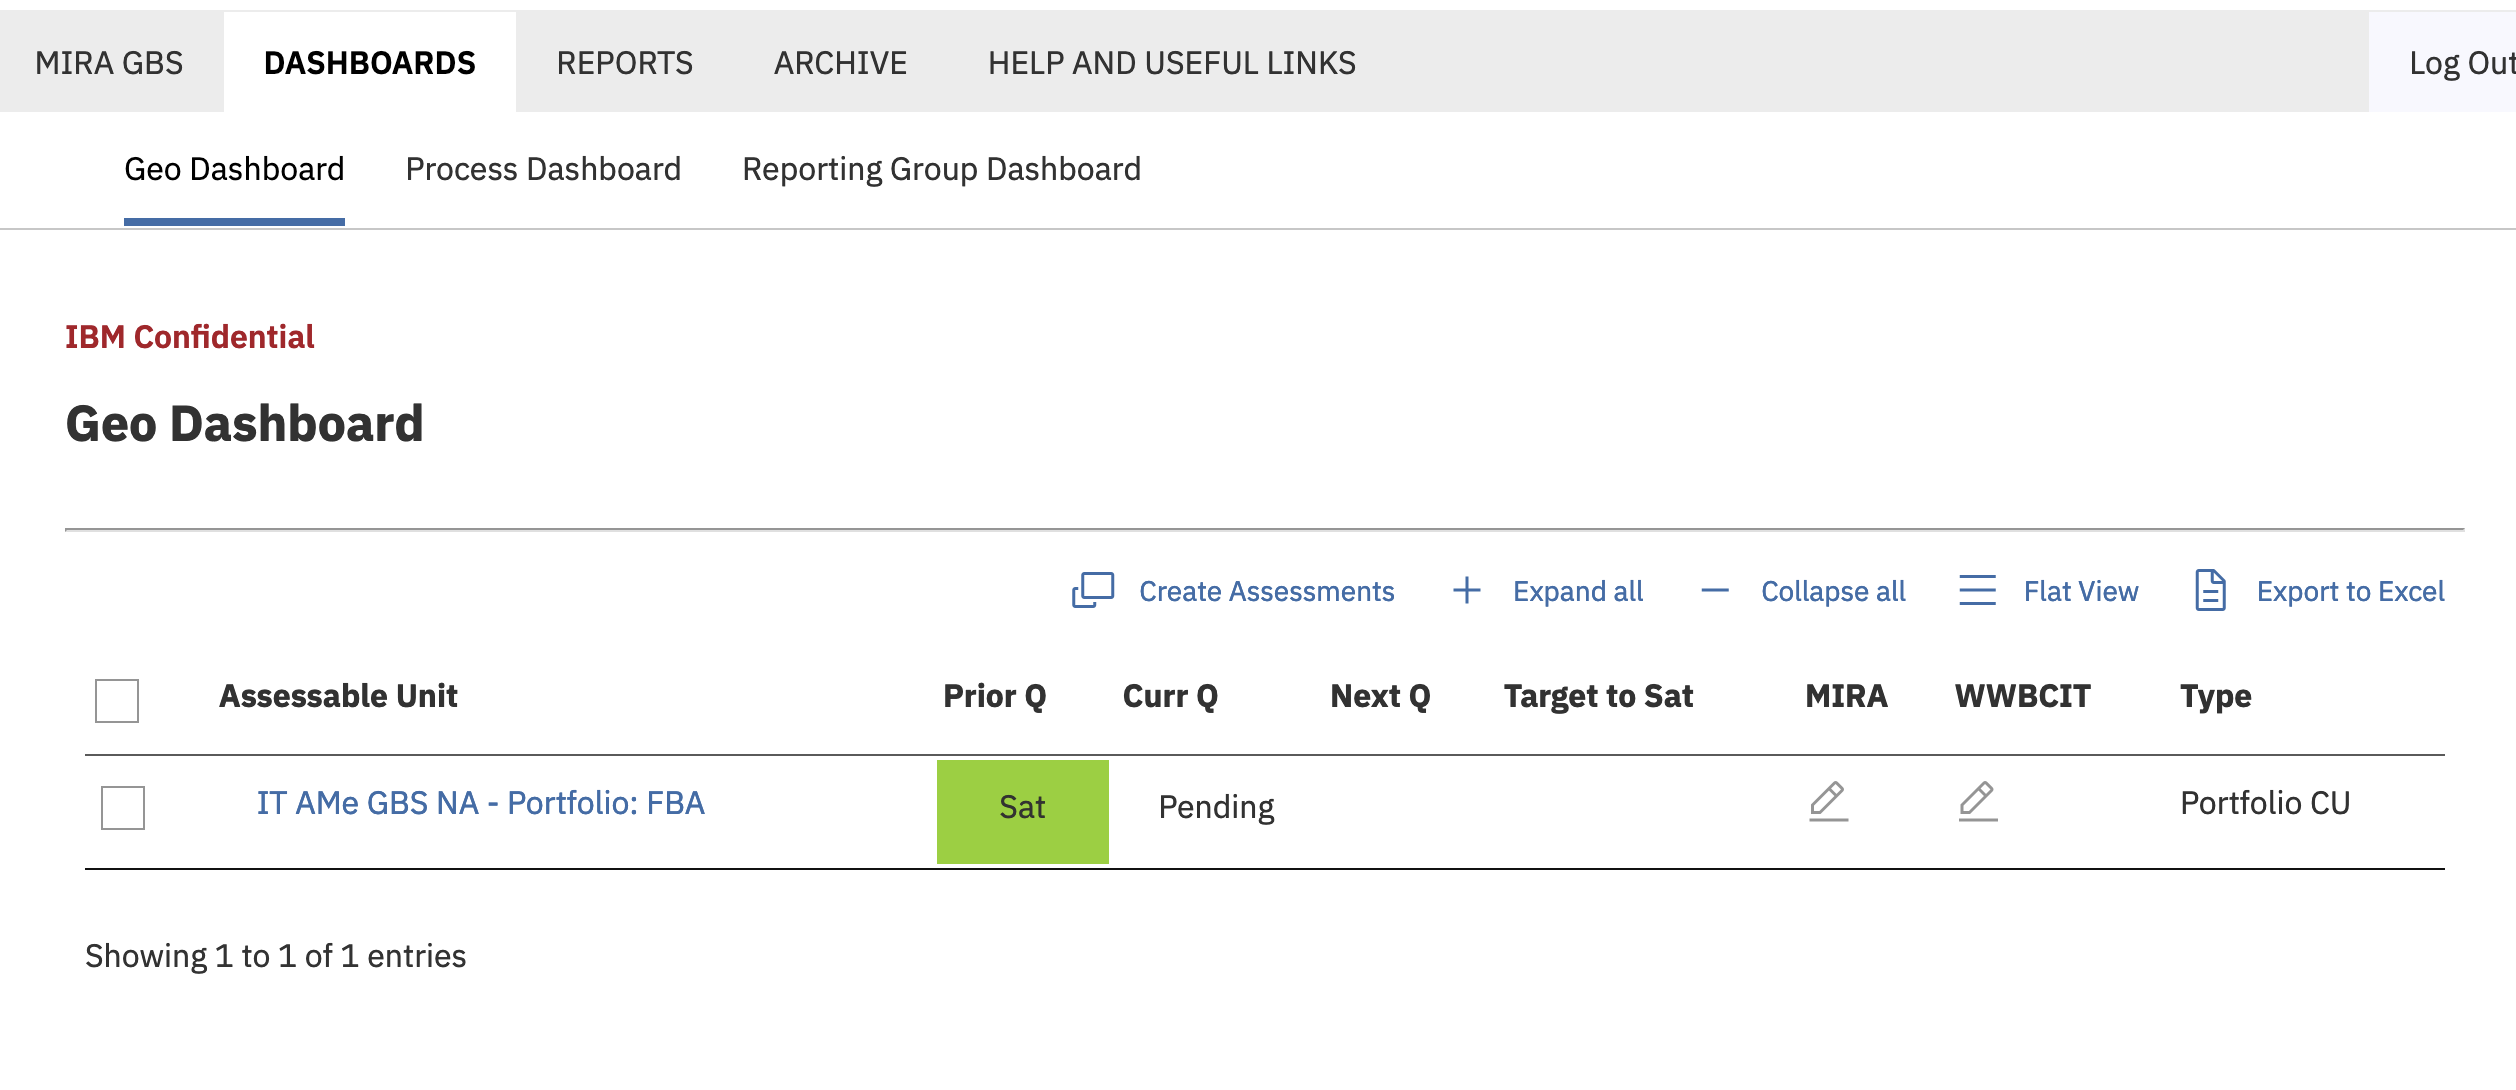 MIRA GBS DASHBOARDS REPORTS ARCHIVE HELP AND USEFUL LINKS Log Out
Geo Dashboard Process Dashboard Reporting Group Dashboard
IBM Confidential
Geo Dashboard
Create Assessments Expand all Collapse all Flat View Export to Excel
Assessable Unit Prior Q Curr Q Next Q Target to Sat MIRA WWBCIT Type
IT AMe GBS NA - Portfolio: FBA Sat Pending Portfolio CU
Showing 1 to 1 of 1 entries